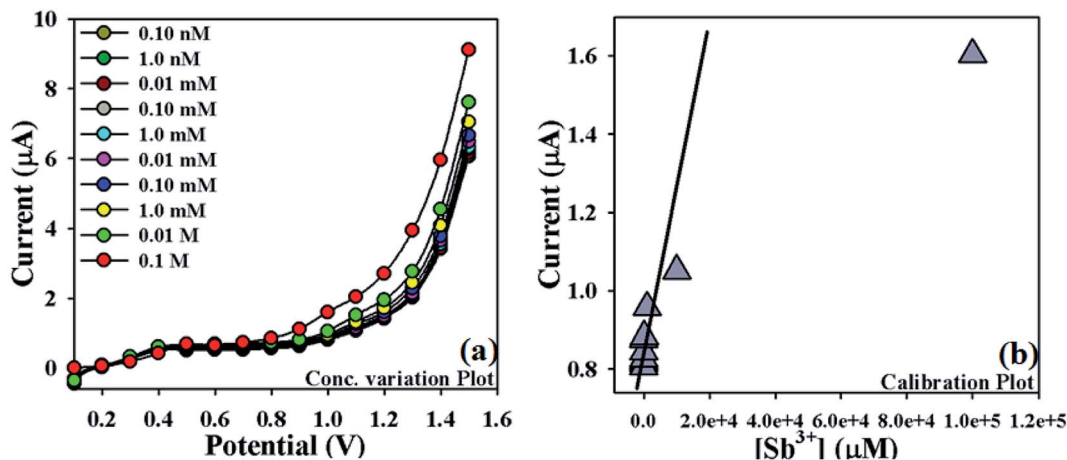 10
8
6
4
2
0
Current (μA)
0.10 nM
1.0 nM
0.01 mM
0.10 mM
1.0 mM
0.01 mM
0.10 mM
1.0 mM
0.01 M
0.1 M
(a)
Conc. variation Plot
0.2 0.4 0.6 0.8 1.0 1.2 1.4 1.6
Potential (V)
1.6
1.4
1.2
1.0
0.8
Current (μA)
(b)
Calibration Plot
0.0 2.0e+4 4.0e+4 6.0e+4 8.0e+4 1.0e+5 1.2e+5
[Sb³⁺] (μM)